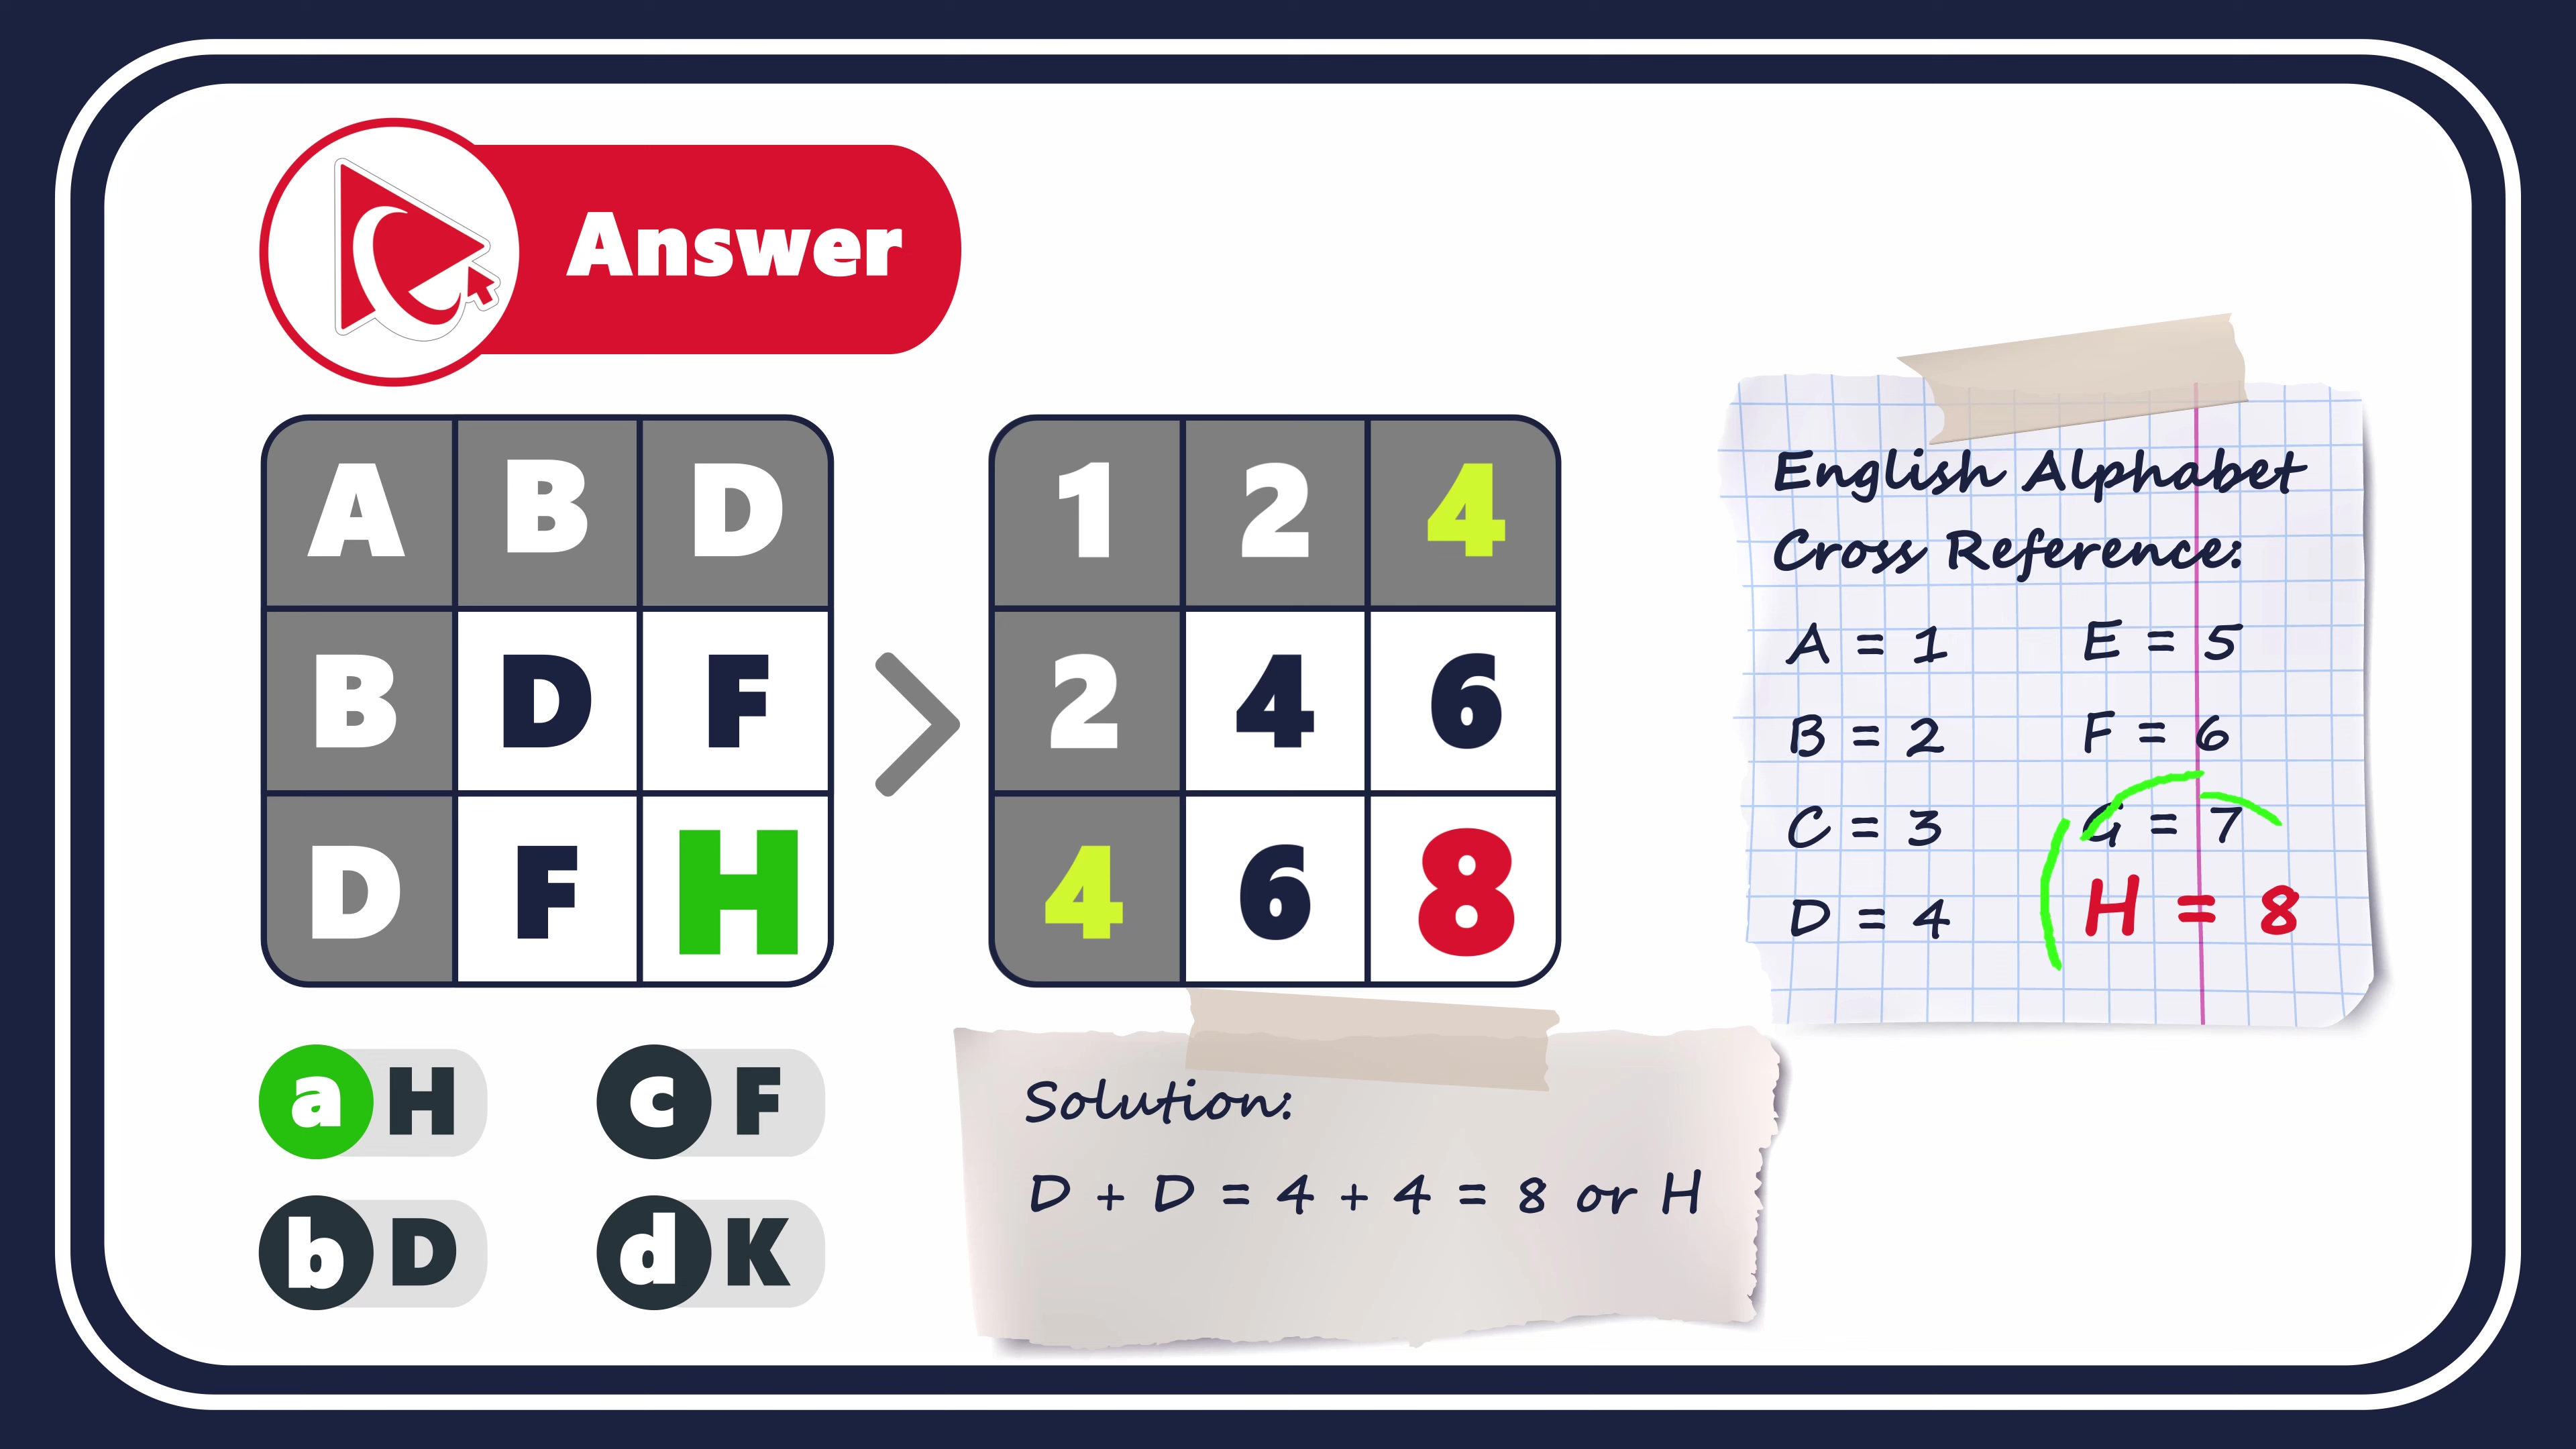 Answer
A B D
B D F
D F H
1 2 4
2 4 6
4 6 8
English Alphabet
Cross Reference:
A = 1 E = 5
B = 2 F = 6
C = 3 G = 7
D = 4 H = 8
a H c F
b D d K
Solution:
D + D = 4 + 4 = 8 or H